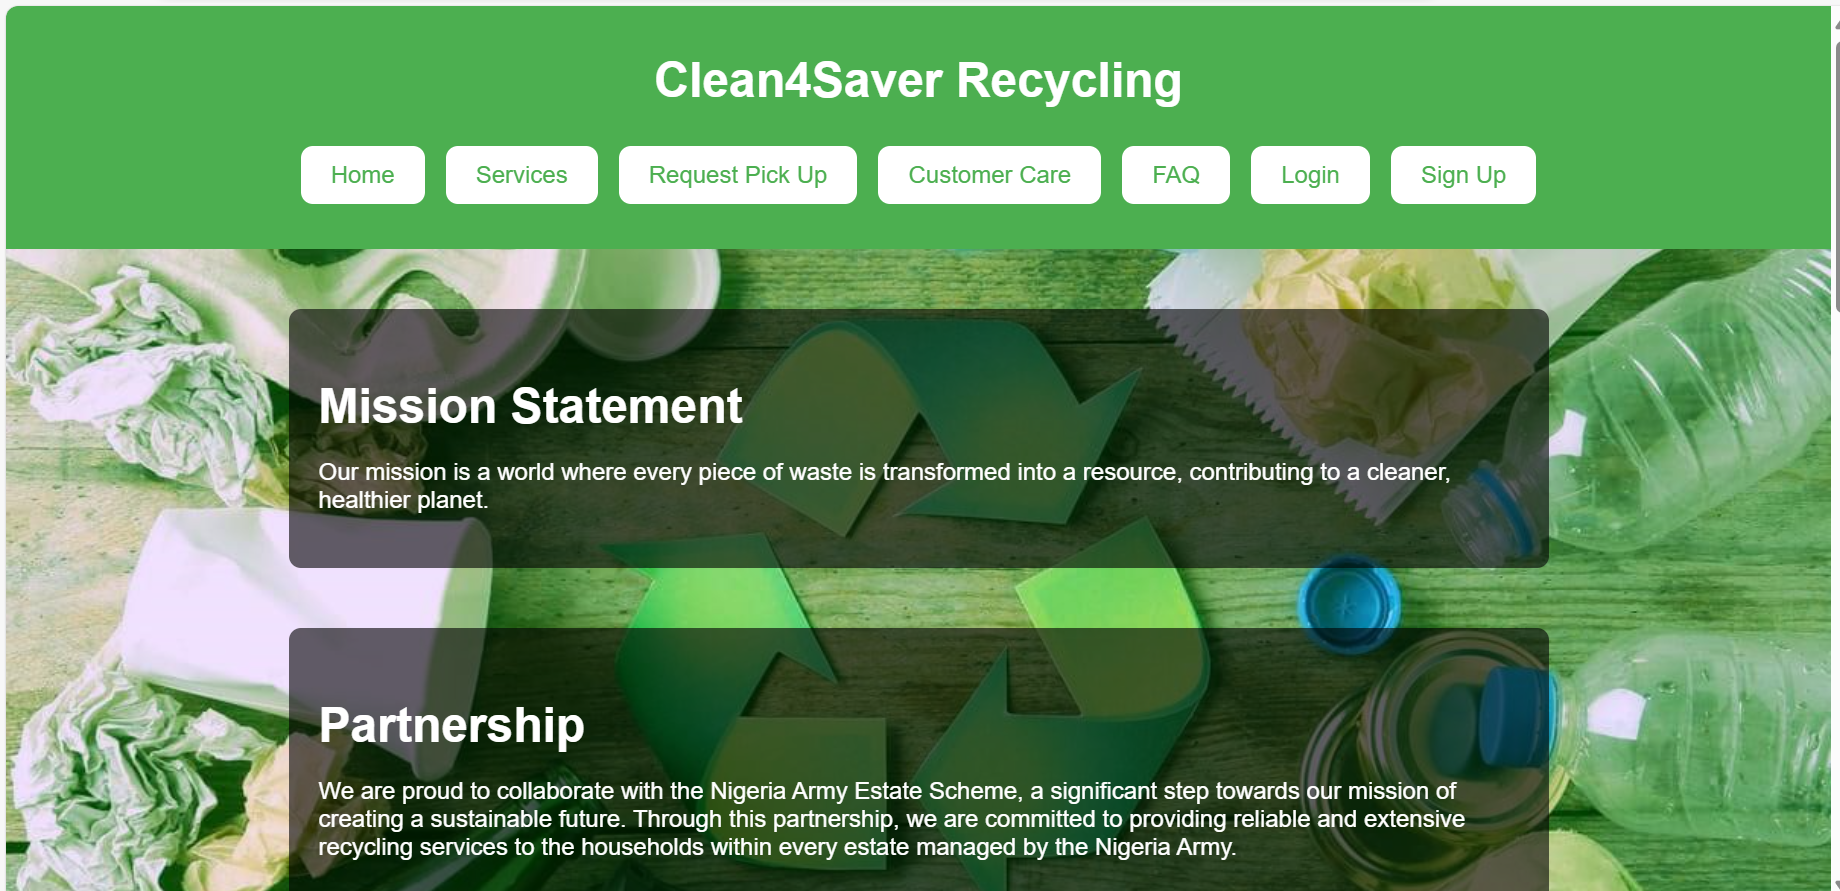 Clean4Saver Recycling
Home
Services
Request Pick Up
Customer Care
FAQ
Login
Sign Up
Mission Statement
Our mission is a world where every piece of waste is transformed into a resource, contributing to a cleaner,
healthier planet.
Partnership
We are proud to collaborate with the Nigeria Army Estate Scheme, a significant step towards our mission of
creating a sustainable future. Through this partnership, we are committed to providing reliable and extensive
recycling services to the households within every estate managed by the Nigeria Army.